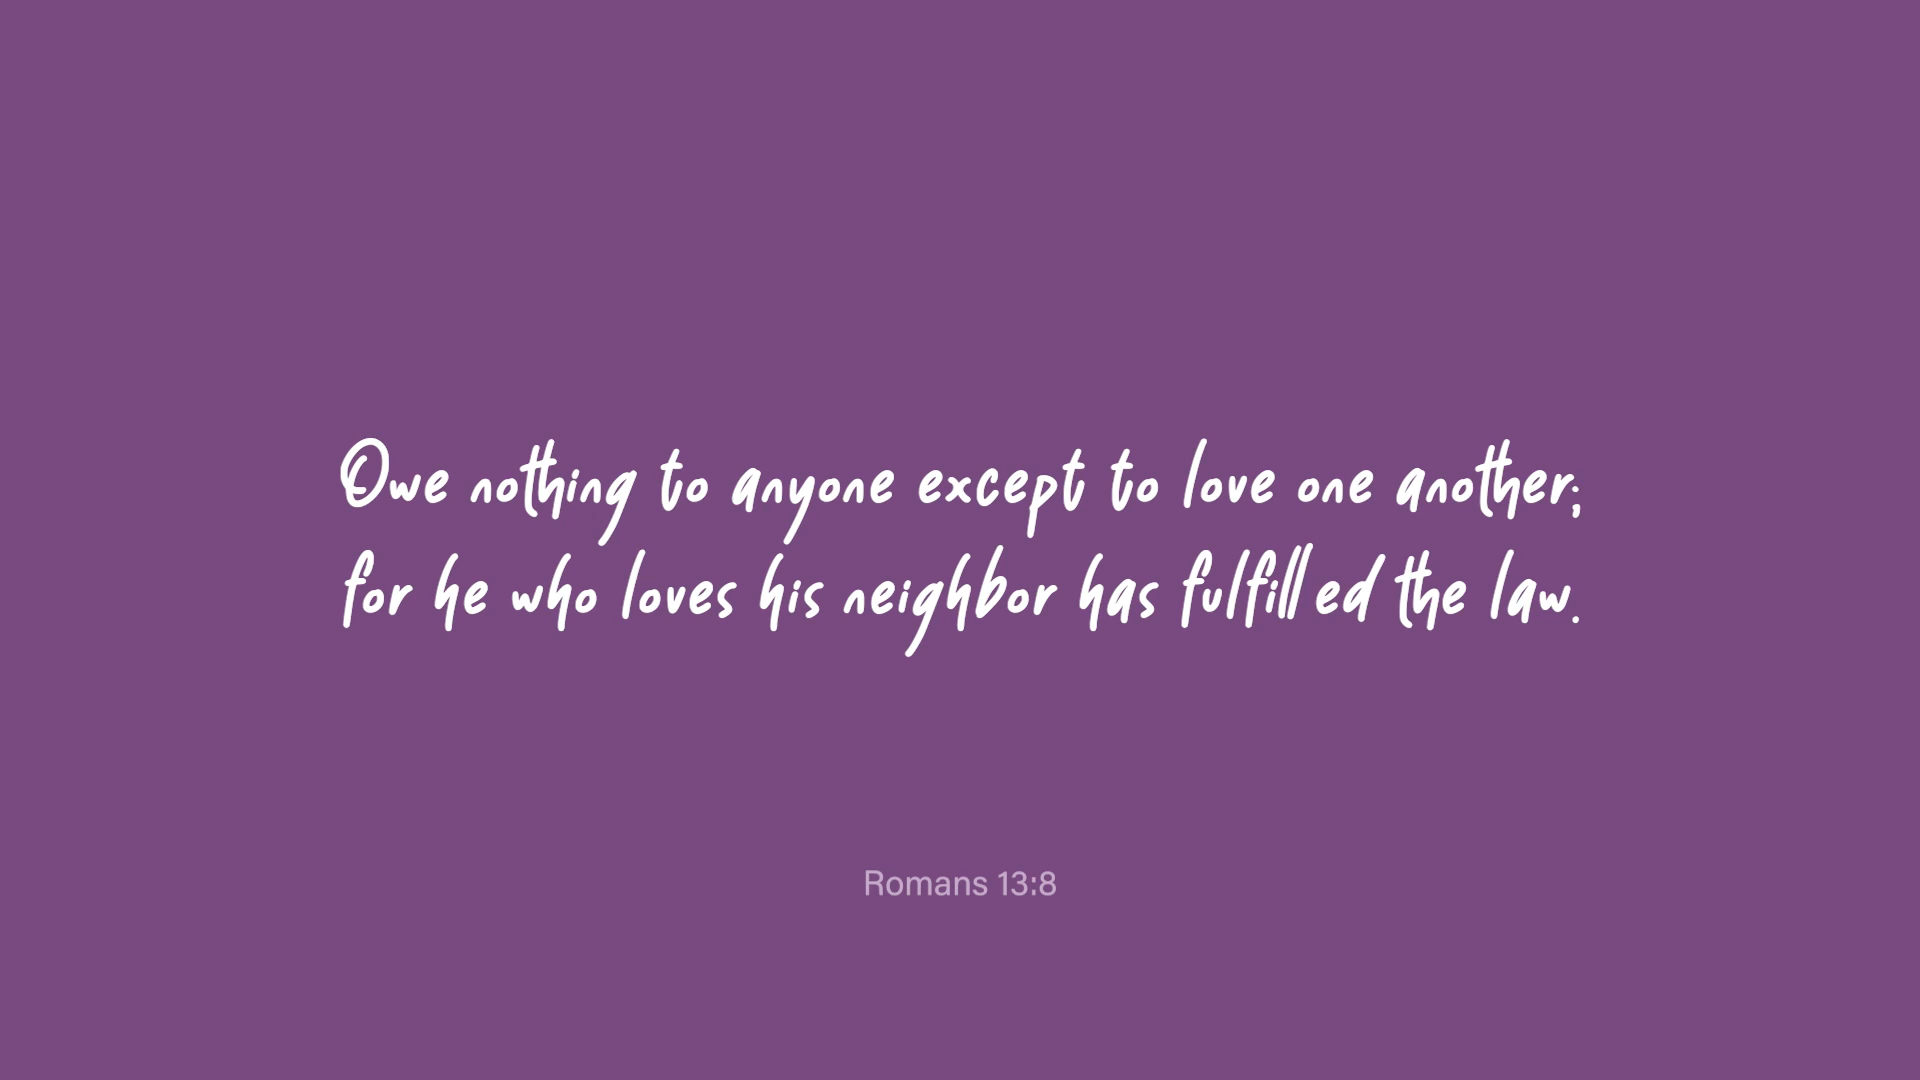 Owe nothing to anyone except to love one another;
for he who loves his neighbor has fulfilled the law.
Romans 13:8